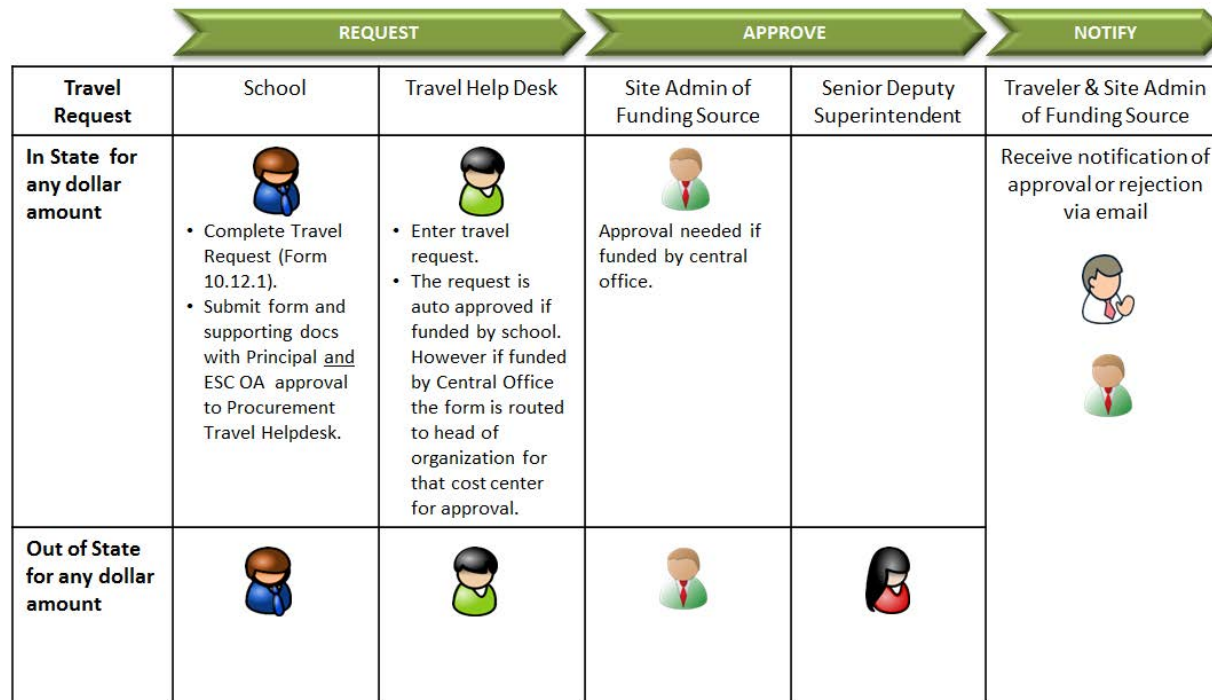 REQUEST
APPROVE
NOTIFY
Travel
Request
School
Travel Help Desk
Site Admin of
Funding Source
Senior Deputy
Superintendent
Traveler & Site Admin
of Funding Source
In State for
any dollar
amount
• Complete Travel
Request (Form
10.12.1).
• Submit form and
supporting docs
with Principal and
ESC OA approval
to Procurement
Travel Helpdesk.
• Enter travel
request.
• The request is
auto approved if
funded by school.
However if funded
by Central Office
the form is routed
to head of
organization for
that cost center
for approval.
Approval needed if
funded by central
office.
Receive notification of
approval or rejection
via email
Out of State
for any dollar
amount